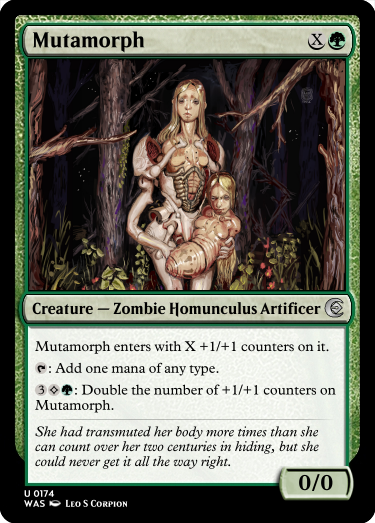 Mutamorph X
Creature — Zombie Homunculus Artificer
Mutamorph enters with X +1/+1 counters on it.
: Add one mana of any type.
3 : Double the number of +1/+1 counters on
Mutamorph.
She had transmuted her body more times than she
can count over her two centuries in hiding, but she
could never get it all the way right.
0/0
U 0174
WAS Leo S Corpion